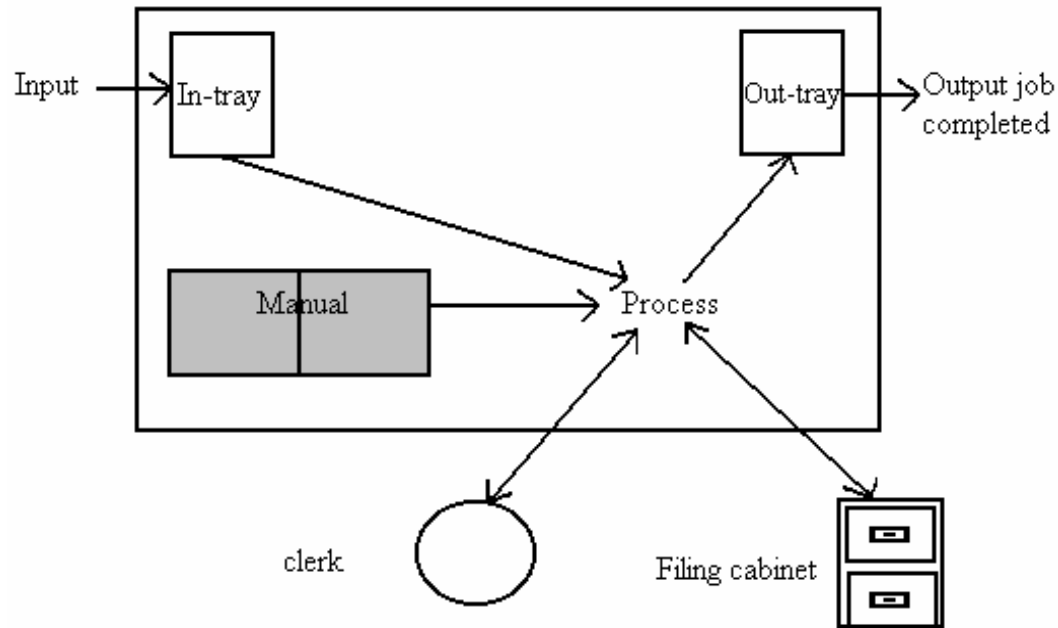 Input
In-tray
Out-tray
Output job
completed
Manual
Process
clerk
Filing cabinet